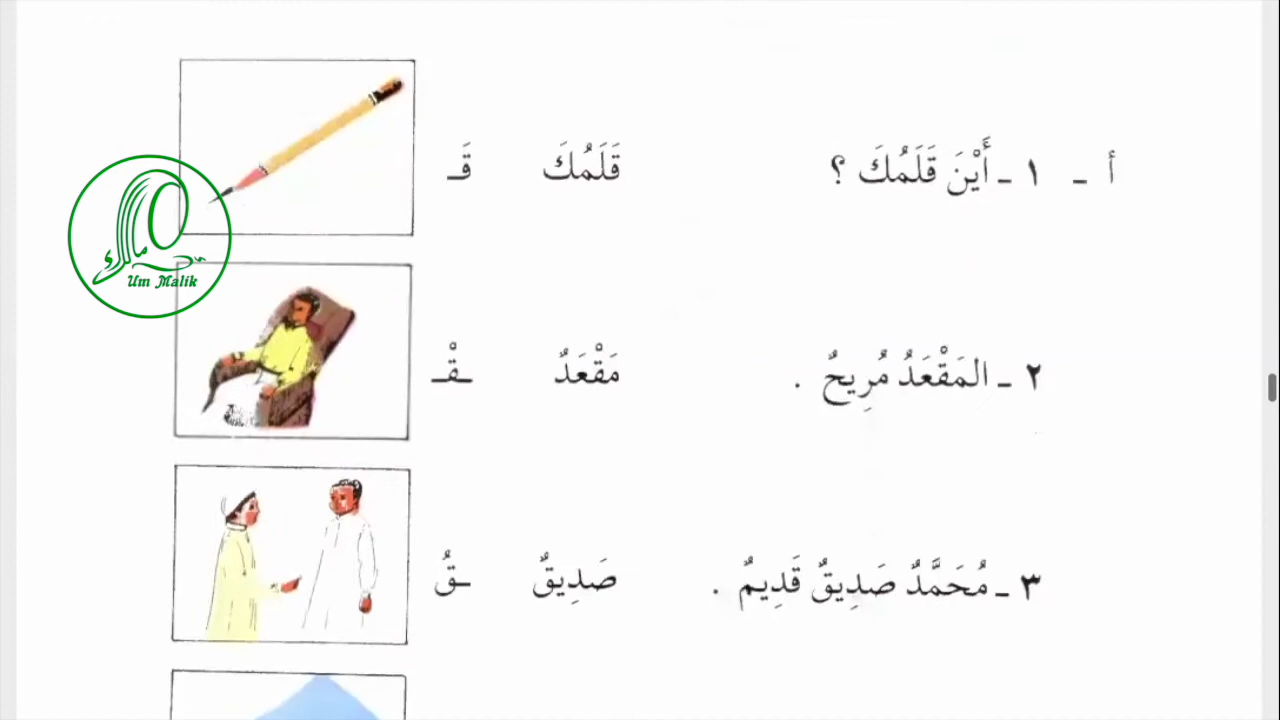 أ ـ ١ ـ أَيْنَ قَلَمُكَ ؟ قَلَمُكَ قَـ
٢ ـ المَقْعَدُ مُرِيحٌ . مَقْعَدٌ ـقْـ
٣ ـ مُحَمَّدٌ صَدِيقٌ قَدِيمٌ . صَدِيقٌ ـقٌ
Um Malik